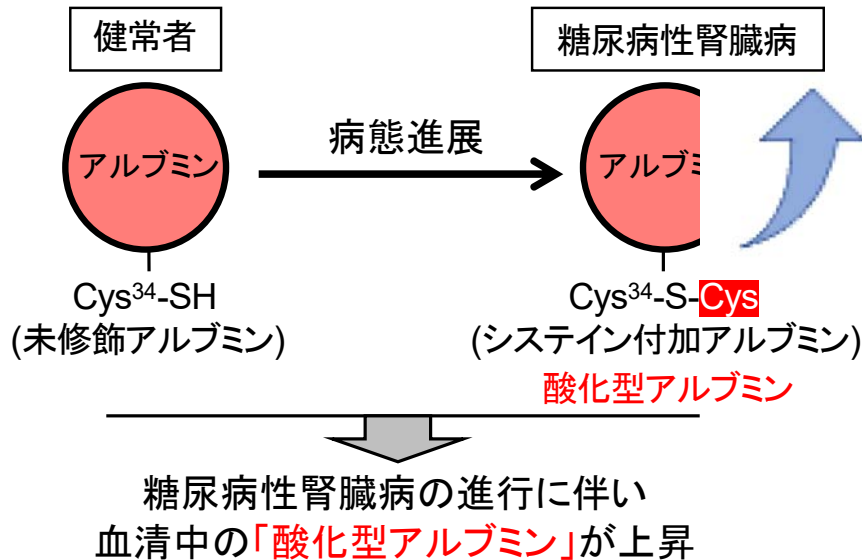 健常者
糖尿病性腎臓病
アルブミン
病態進展
アルブミ
Cys³⁴-SH
(未修飾アルブミン)
Cys³⁴-S-Cys
(システイン付加アルブミン)
酸化型アルブミン
糖尿病性腎臓病の進行に伴い
血清中の「酸化型アルブミン」が上昇